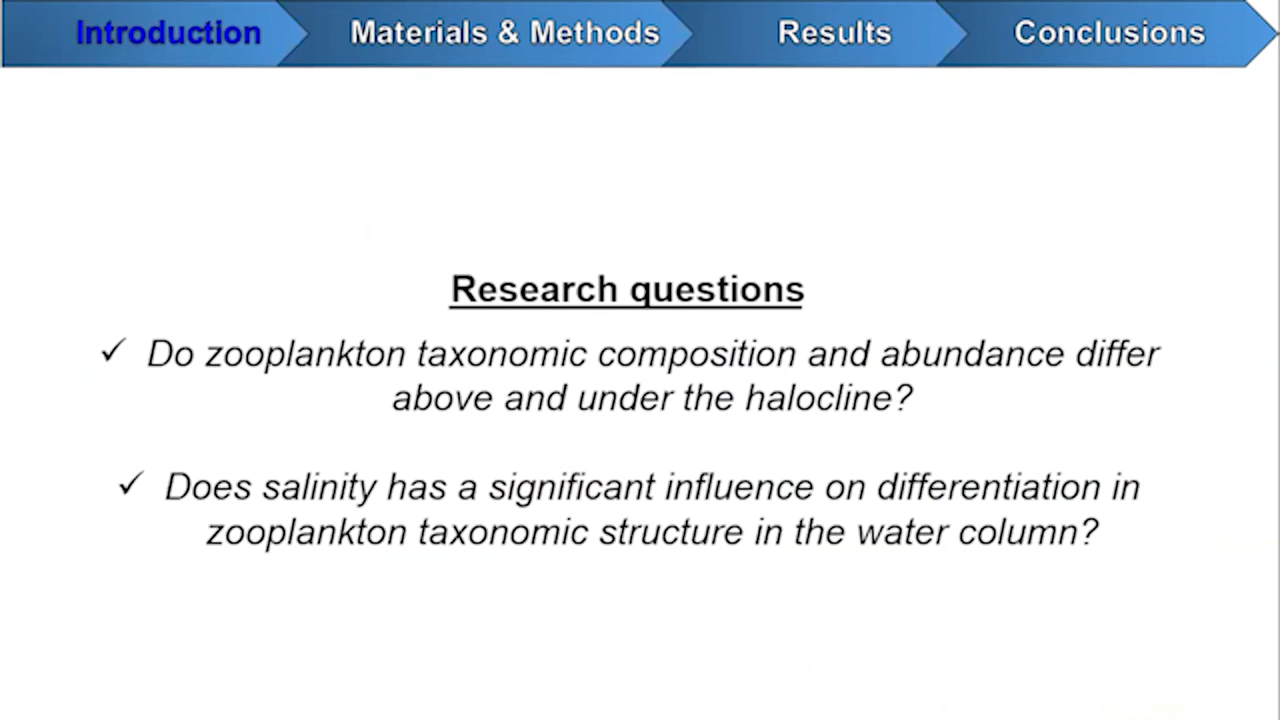 Introduction
Materials & Methods
Results
Conclusions
Research questions
✓ Do zooplankton taxonomic composition and abundance differ
above and under the halocline?
✓ Does salinity has a significant influence on differentiation in
zooplankton taxonomic structure in the water column?